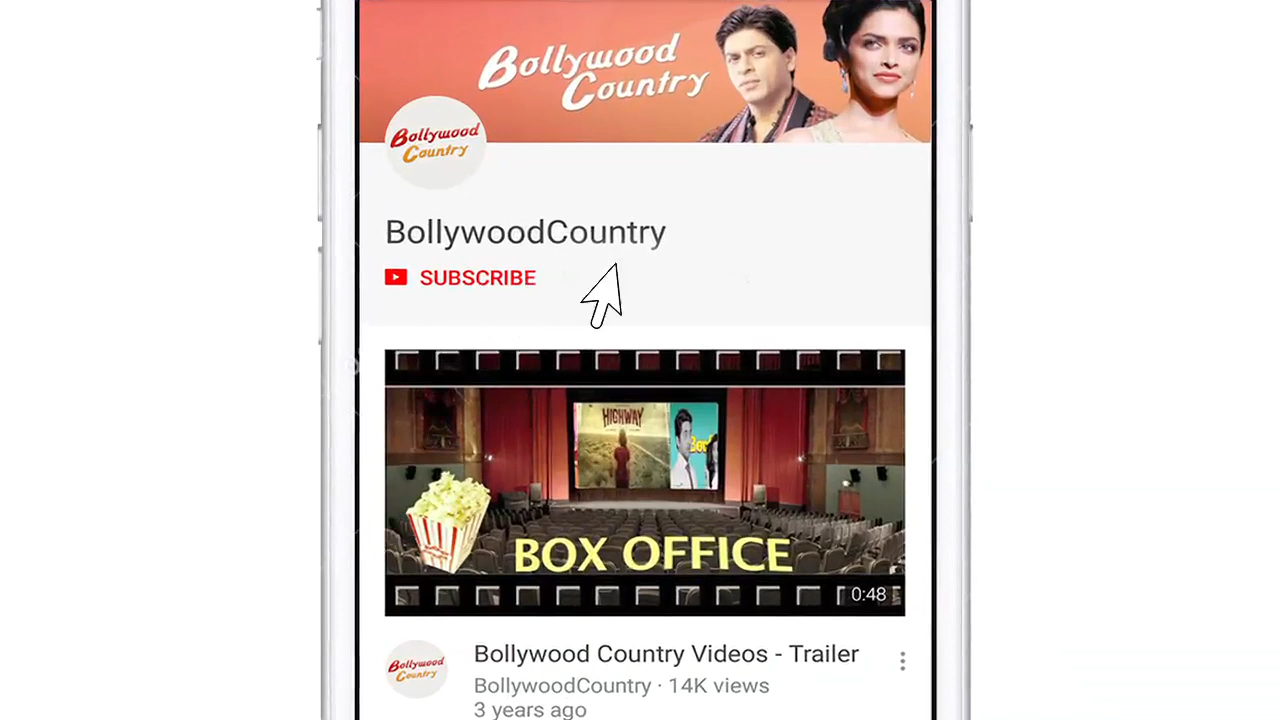 Bollywood
Country
Bollywood
Country
BollywoodCountry
SUBSCRIBE
HIGHWAY
BOX OFFICE
0:48
Bollywood
Country
Bollywood Country Videos - Trailer
BollywoodCountry · 14K views
3 years ago